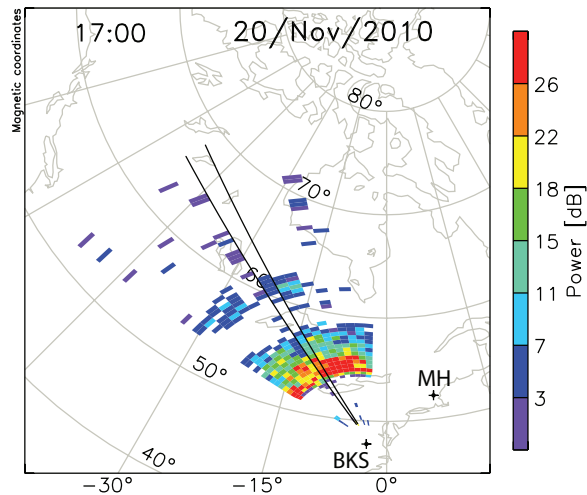 Magnetic coordinates
17:00 20/Nov/2010
80°
70°
60
50°
40°
MH
BKS
-30° -15° 0°
26
22
18
15
11
7
3
Power [dB]